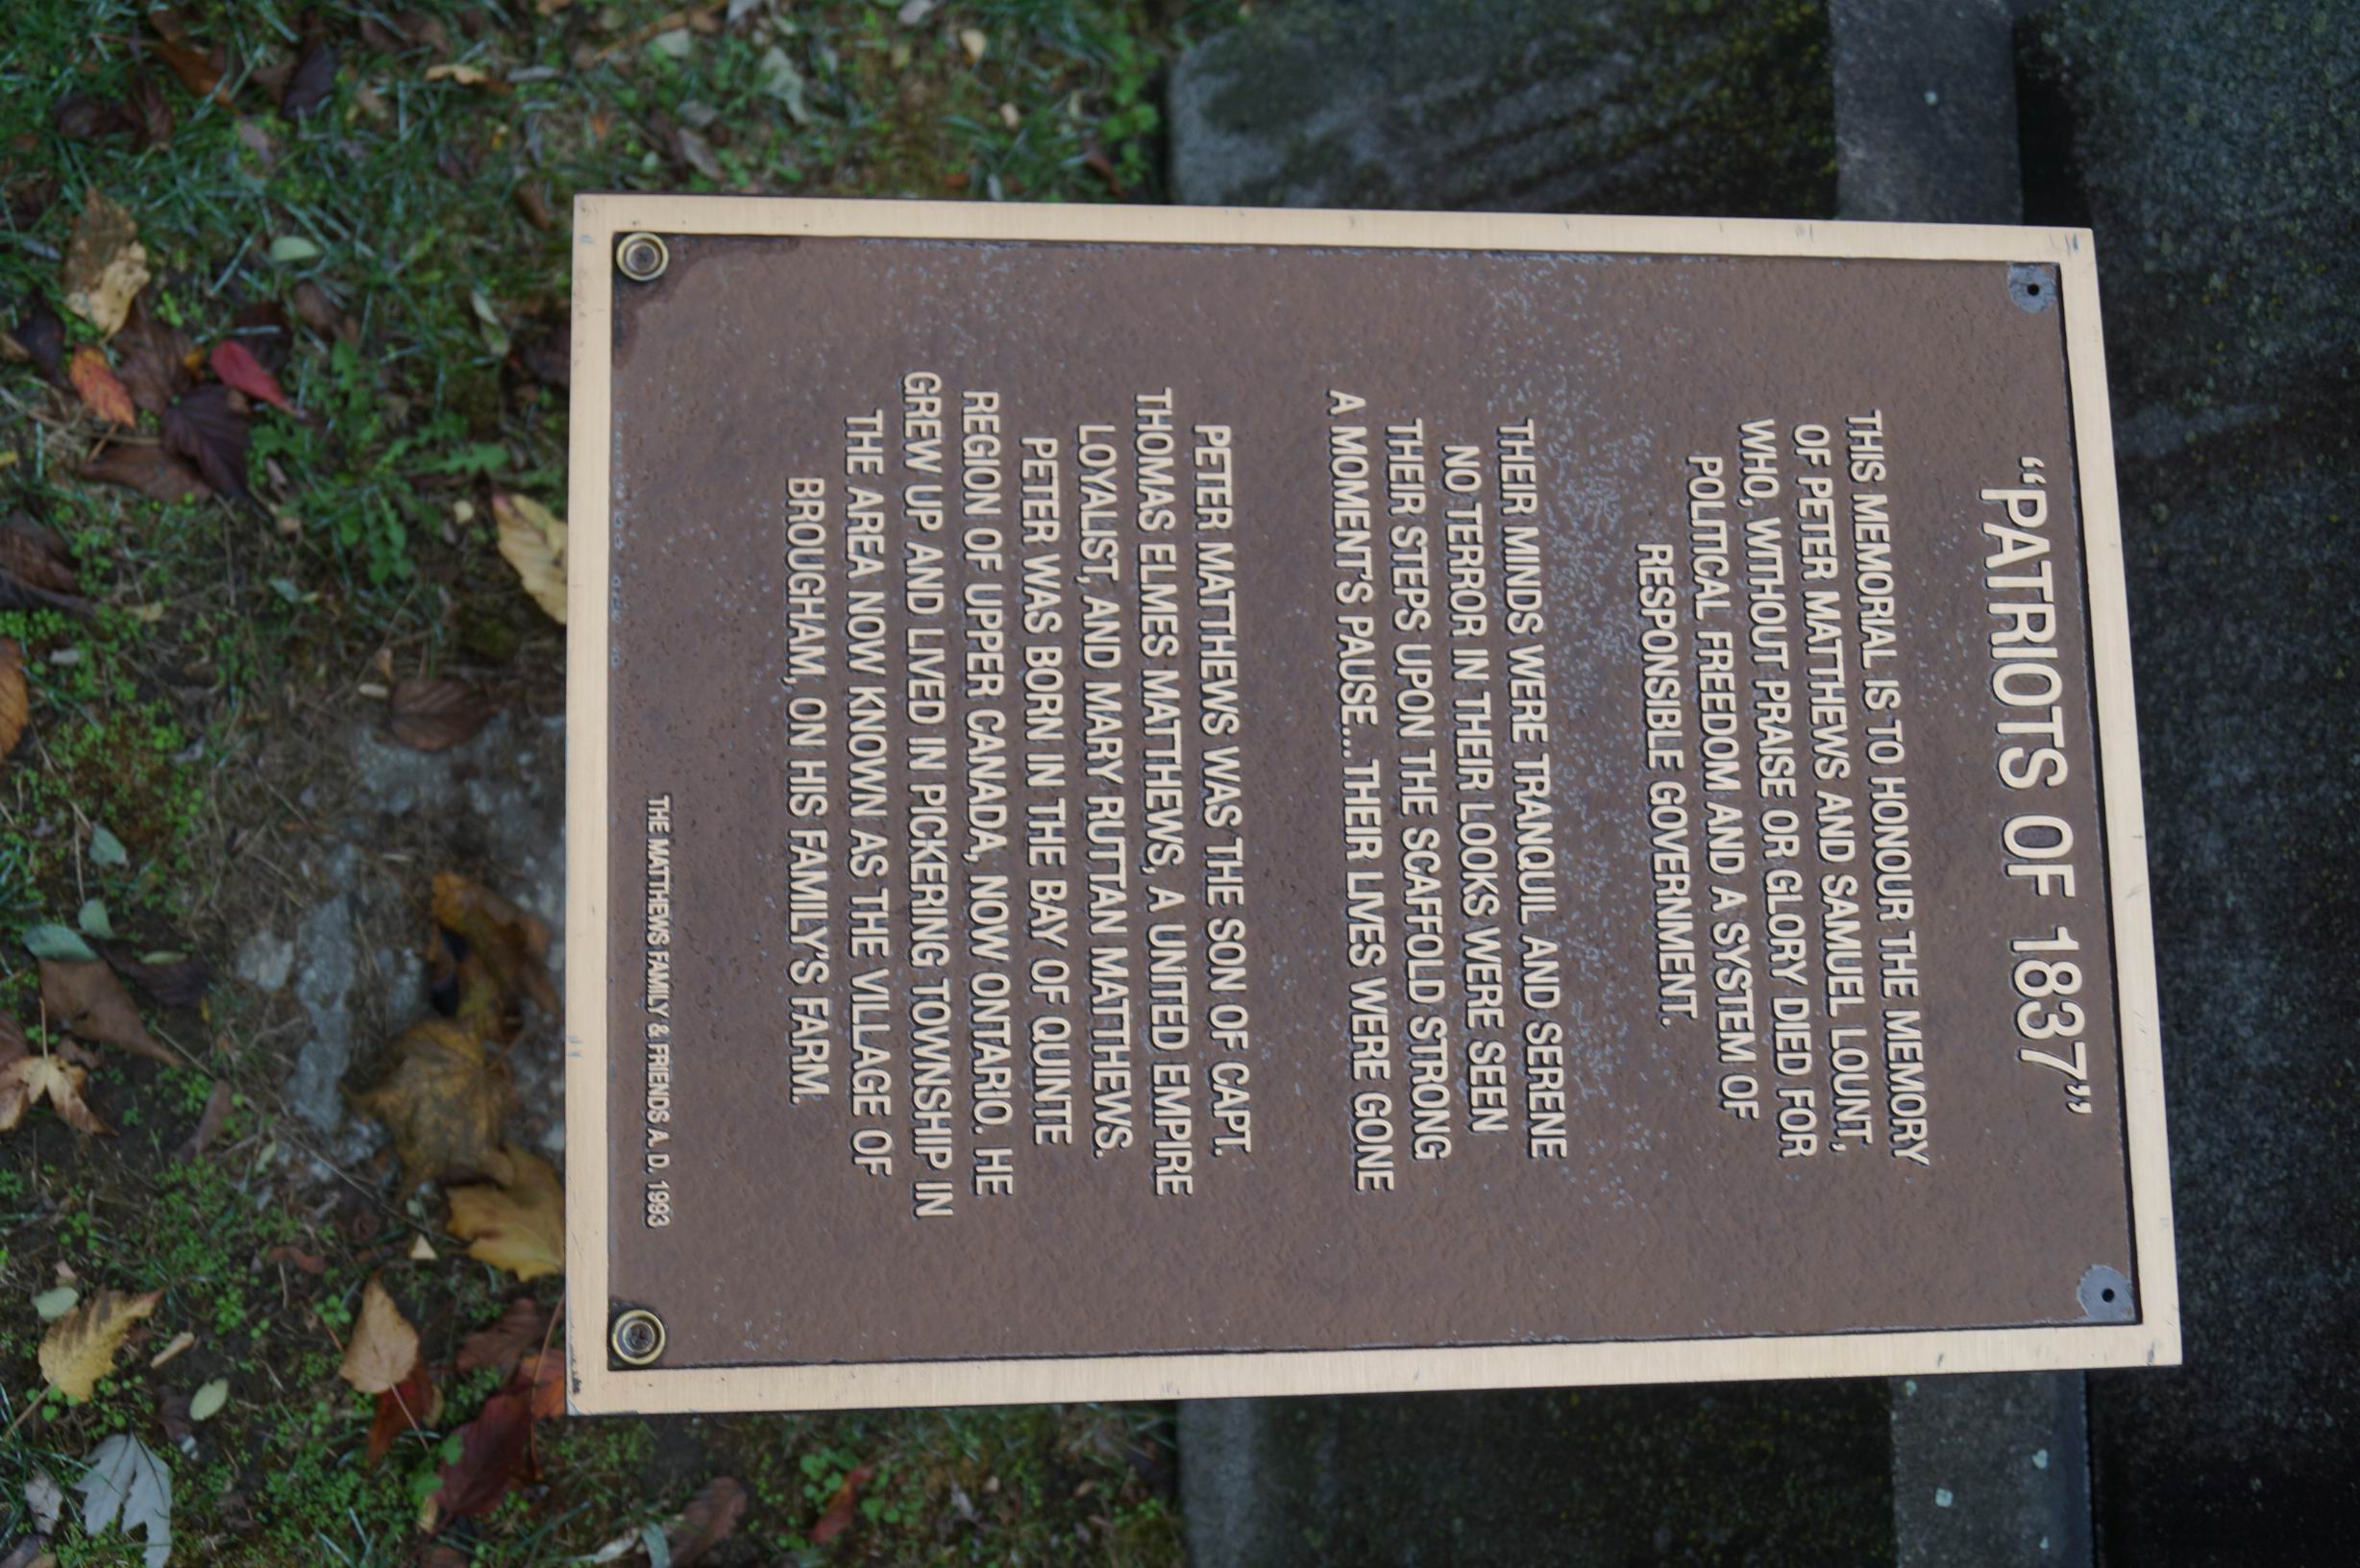 “PATRIOTS OF 1837”
THIS MEMORIAL IS TO HONOUR THE MEMORY
OF PETER MATTHEWS AND SAMUEL LOUNT,
WHO, WITHOUT PRAISE OR GLORY DIED FOR
POLITICAL FREEDOM AND A SYSTEM OF
RESPONSIBLE GOVERNMENT.
THEIR MINDS WERE TRANQUIL AND SERENE
NO TERROR IN THEIR LOOKS WERE SEEN
THEIR STEPS UPON THE SCAFFOLD STRONG
A MOMENT'S PAUSE....THEIR LIVES WERE GONE
PETER MATTHEWS WAS THE SON OF CAPT.
THOMAS ELMES MATTHEWS, A UNITED EMPIRE
LOYALIST, AND MARY RUTTAN MATTHEWS.
PETER WAS BORN IN THE BAY OF QUINTE
REGION OF UPPER CANADA, NOW ONTARIO. HE
GREW UP AND LIVED IN PICKERING TOWNSHIP IN
THE AREA NOW KNOWN AS THE VILLAGE OF
BROUGHAM, ON HIS FAMILY'S FARM.
THE MATTHEWS FAMILY & FRIENDS A. D. 1993